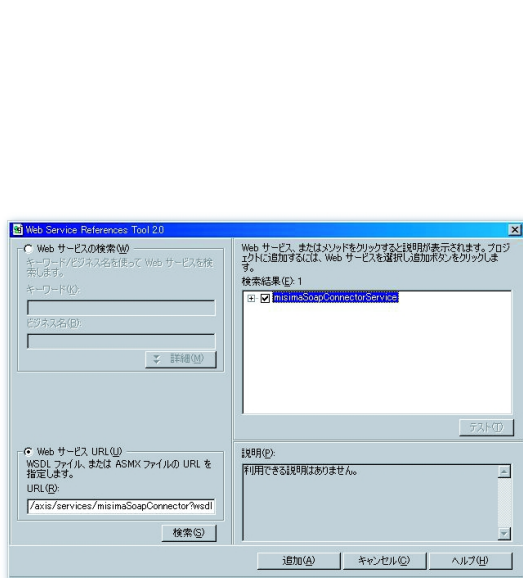 Web Service References Tool 2.0
Web サービスの検索(W)
キーワード/ビジネス名を使って Web サービスを検
索します。
キーワード(K):
ビジネス名(B):
詳細(M)
Web サービス URL(U)
WSDL ファイル、または ASMX ファイルの URL を
指定します。
URL(R):
/axis/services/misimaSoapConnector?wsdl
検索(S)
Web サービス、またはメソッドをクリックすると説明が表示されます。プロジ
ェクトに追加するには、Web サービスを選択し追加ボタンをクリックしま
す。
検索結果(E): 1
misimaSoapConnectorService
テスト(T)
説明(P):
利用できる説明はありません。
追加(A)
キャンセル(C)
ヘルプ(H)